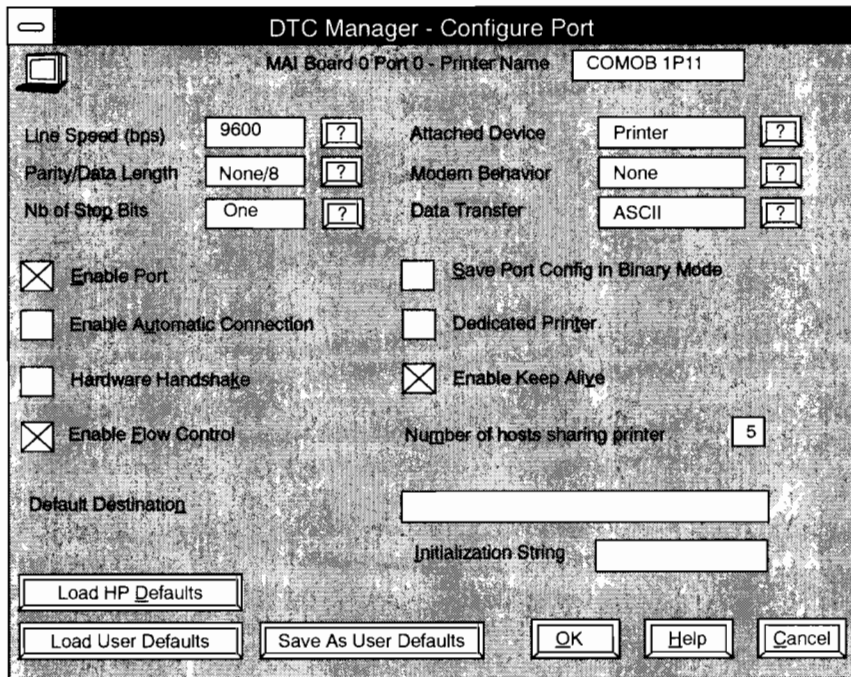 DTC Manager - Configure Port
MAI Board 0 Port 0 - Printer Name COMOB 1P11
Line Speed (bps) 9600 ? Attached Device Printer ?
Parity/Data Length None/8 ? Modem Behavior None ?
Nb of Stop Bits One ? Data Transfer ASCII ?
Enable Port Save Port Config in Binary Mode
Enable Automatic Connection Dedicated Printer
Hardware Handshake Enable Keep Alive
Enable Flow Control Number of hosts sharing printer 5
Default Destination
Initialization String
Load HP Defaults
Load User Defaults Save As User Defaults OK Help Cancel